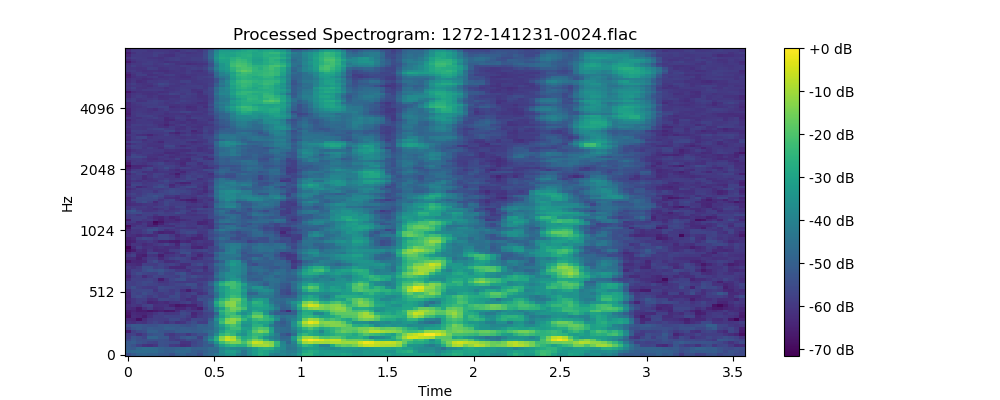 Processed Spectrogram: 1272-141231-0024.flac
Hz
4096
2048
1024
512
0
0 0.5 1 1.5 2 2.5 3 3.5
Time
+0 dB
-10 dB
-20 dB
-30 dB
-40 dB
-50 dB
-60 dB
-70 dB